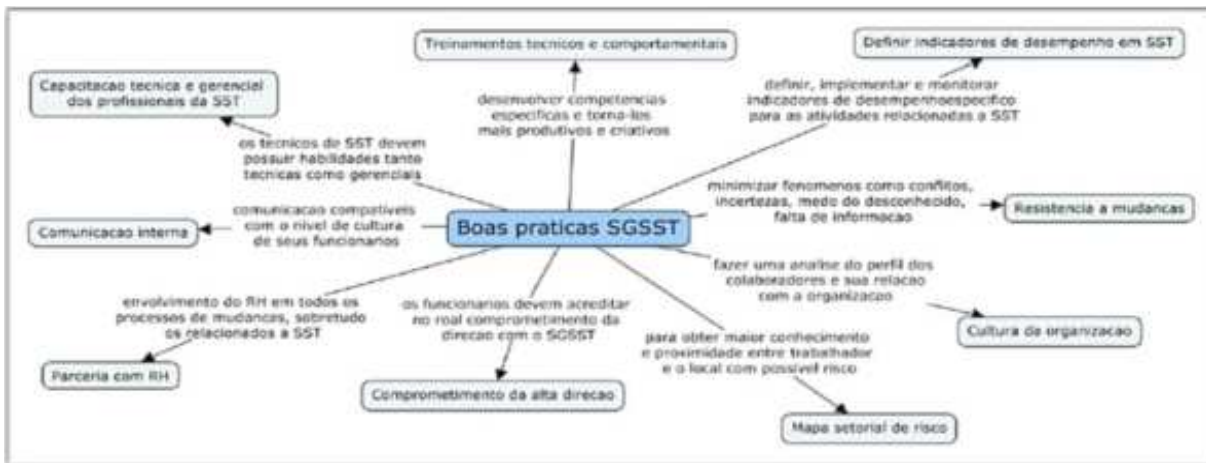 Treinamentos tecnicos e comportamentais
Definir indicadores de desempenho em SST
Capacitacao tecnica e gerencial
dos profissionais da SST
desenvolver competencias
especificas e torna-los
mais produtivos e criativos
definir, implementar e monitorar
indicadores de desempenhoespecifico
para as atividades relacionadas a SST
os tecnicos de SST devem
possuir habilidades tanto
tecnicas como gerenciais
minimizar fenomenos como conflitos,
incertezas, medo do desconhecido,
falta de informacao
Resistencia a mudancas
comunicacao compativeis
com o nivel de cultura
de seus funcionarios
Comunicacao interna
Boas praticas SGSST
fazer uma analise do perfil dos
colaboradores e sua relacao
com a organizacao
Cultura da organizacao
envolvimento do RH em todos os
processos de mudancas, sobretudo
os relacionados a SST
Parceria com RH
os funcionarios devem acreditar
no real comprometimento da
direcao com o SGSST
Comprometimento da alta direcao
para obter maior conhecimento
e proximidade entre trabalhador
e o local com possivel risco
Mapa setorial de risco